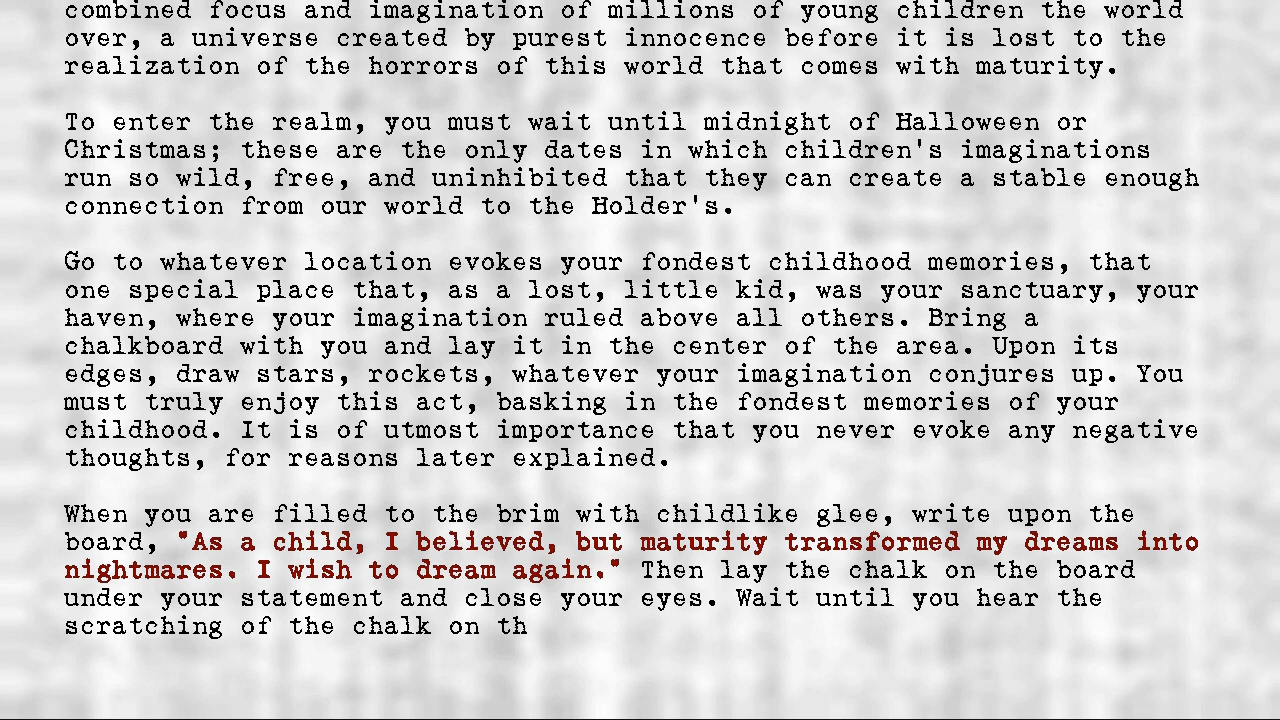 combined focus and imagination of millions of young children the world
over, a universe created by purest innocence before it is lost to the
realization of the horrors of this world that comes with maturity.
To enter the realm, you must wait until midnight of Halloween or
Christmas; these are the only dates in which children's imaginations
run so wild, free, and uninhibited that they can create a stable enough
connection from our world to the Holder's.
Go to whatever location evokes your fondest childhood memories, that
one special place that, as a lost, little kid, was your sanctuary, your
haven, where your imagination ruled above all others. Bring a
chalkboard with you and lay it in the center of the area. Upon its
edges, draw stars, rockets, whatever your imagination conjures up. You
must truly enjoy this act, basking in the fondest memories of your
childhood. It is of utmost importance that you never evoke any negative
thoughts, for reasons later explained.
When you are filled to the brim with childlike glee, write upon the
board, "As a child, I believed, but maturity transformed my dreams into
nightmares. I wish to dream again." Then lay the chalk on the board
under your statement and close your eyes. Wait until you hear the
scratching of the chalk on th